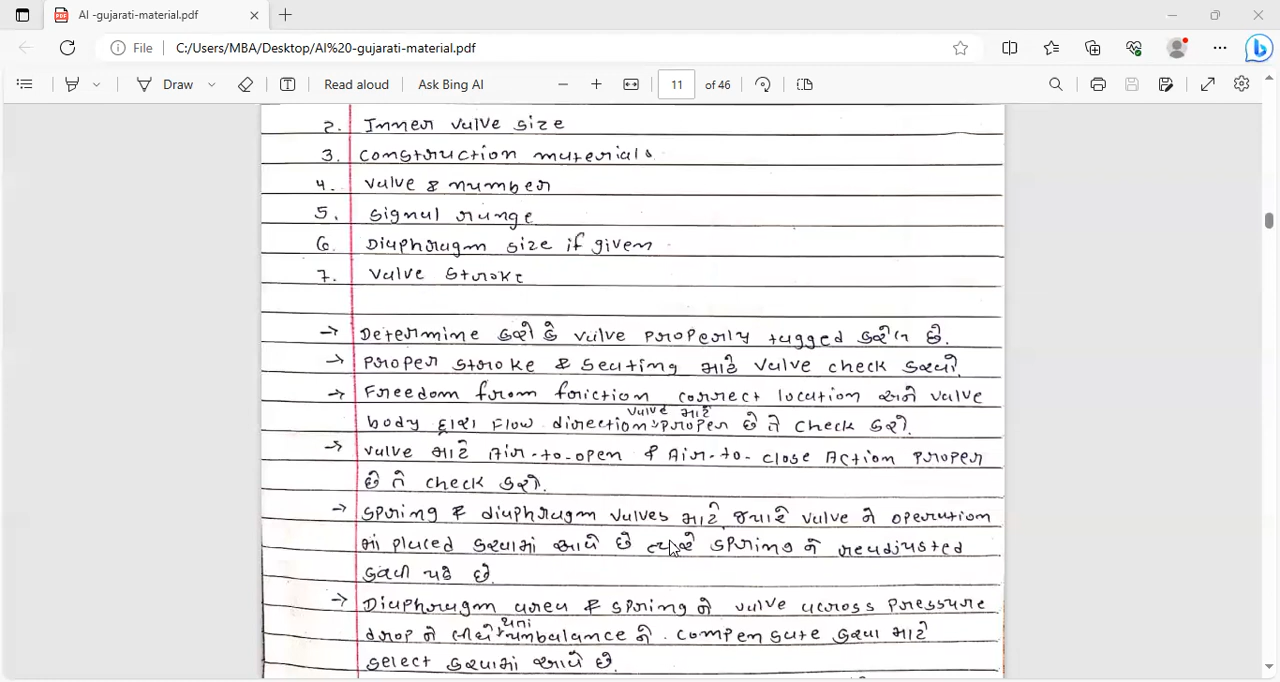 AI -gujarati-material.pdf
File C:/Users/MBA/Desktop/AI%20-gujarati-material.pdf
Draw Read aloud Ask Bing AI 11 of 46
2. Inner valve size
3. Construction materials
4. Valve & number
5. Signal range
6. Diaphragm size if given
7. Valve stroke
→ Determine કરો કે valve properly tagged કરેલ છે.
→ Proper stroke & seating માટે valve check કરવો.
→ Freedom from friction correct location અને valve
valve માટે
body દ્વારા Flow direction proper છે તે check કરો.
→ Valve માટે Air-to-open & Air-to-close Action proper
છે તે check કરો.
→ Spring & diaphragm valves માટે જ્યારે valve ને operation
માં placed કરવામાં આવે છે ત્યારે spring ને readjusted
કરવી પડે છે.
→ Diaphragm area & spring ને valve across pressure
થતા
drop ને લીધે unbalance ને compensate કરવા માટે
select કરવામાં આવે છે.